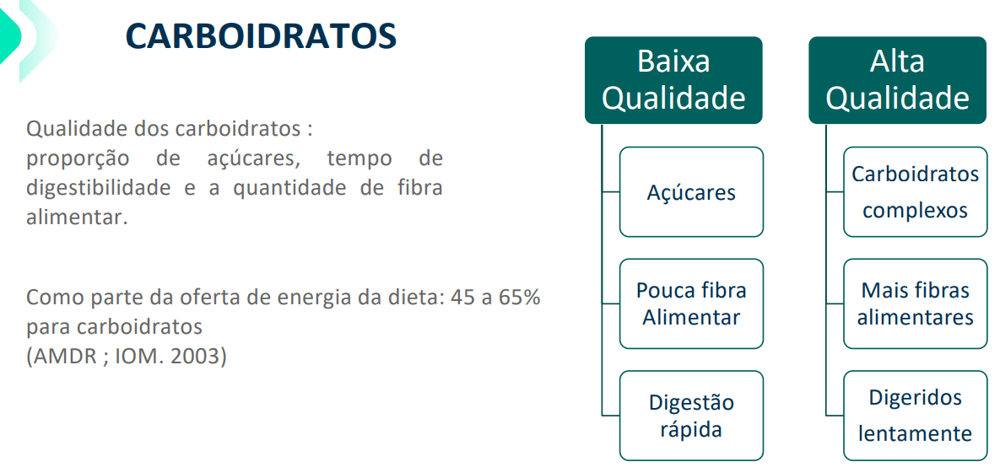 CARBOIDRATOS
Qualidade dos carboidratos :
proporção de açúcares, tempo de
digestibilidade e a quantidade de fibra
alimentar.
Como parte da oferta de energia da dieta: 45 a 65%
para carboidratos
(AMDR ; IOM. 2003)
Baixa
Qualidade
Açúcares
Pouca fibra
Alimentar
Digestão
rápida
Alta
Qualidade
Carboidratos
complexos
Mais fibras
alimentares
Digeridos
lentamente